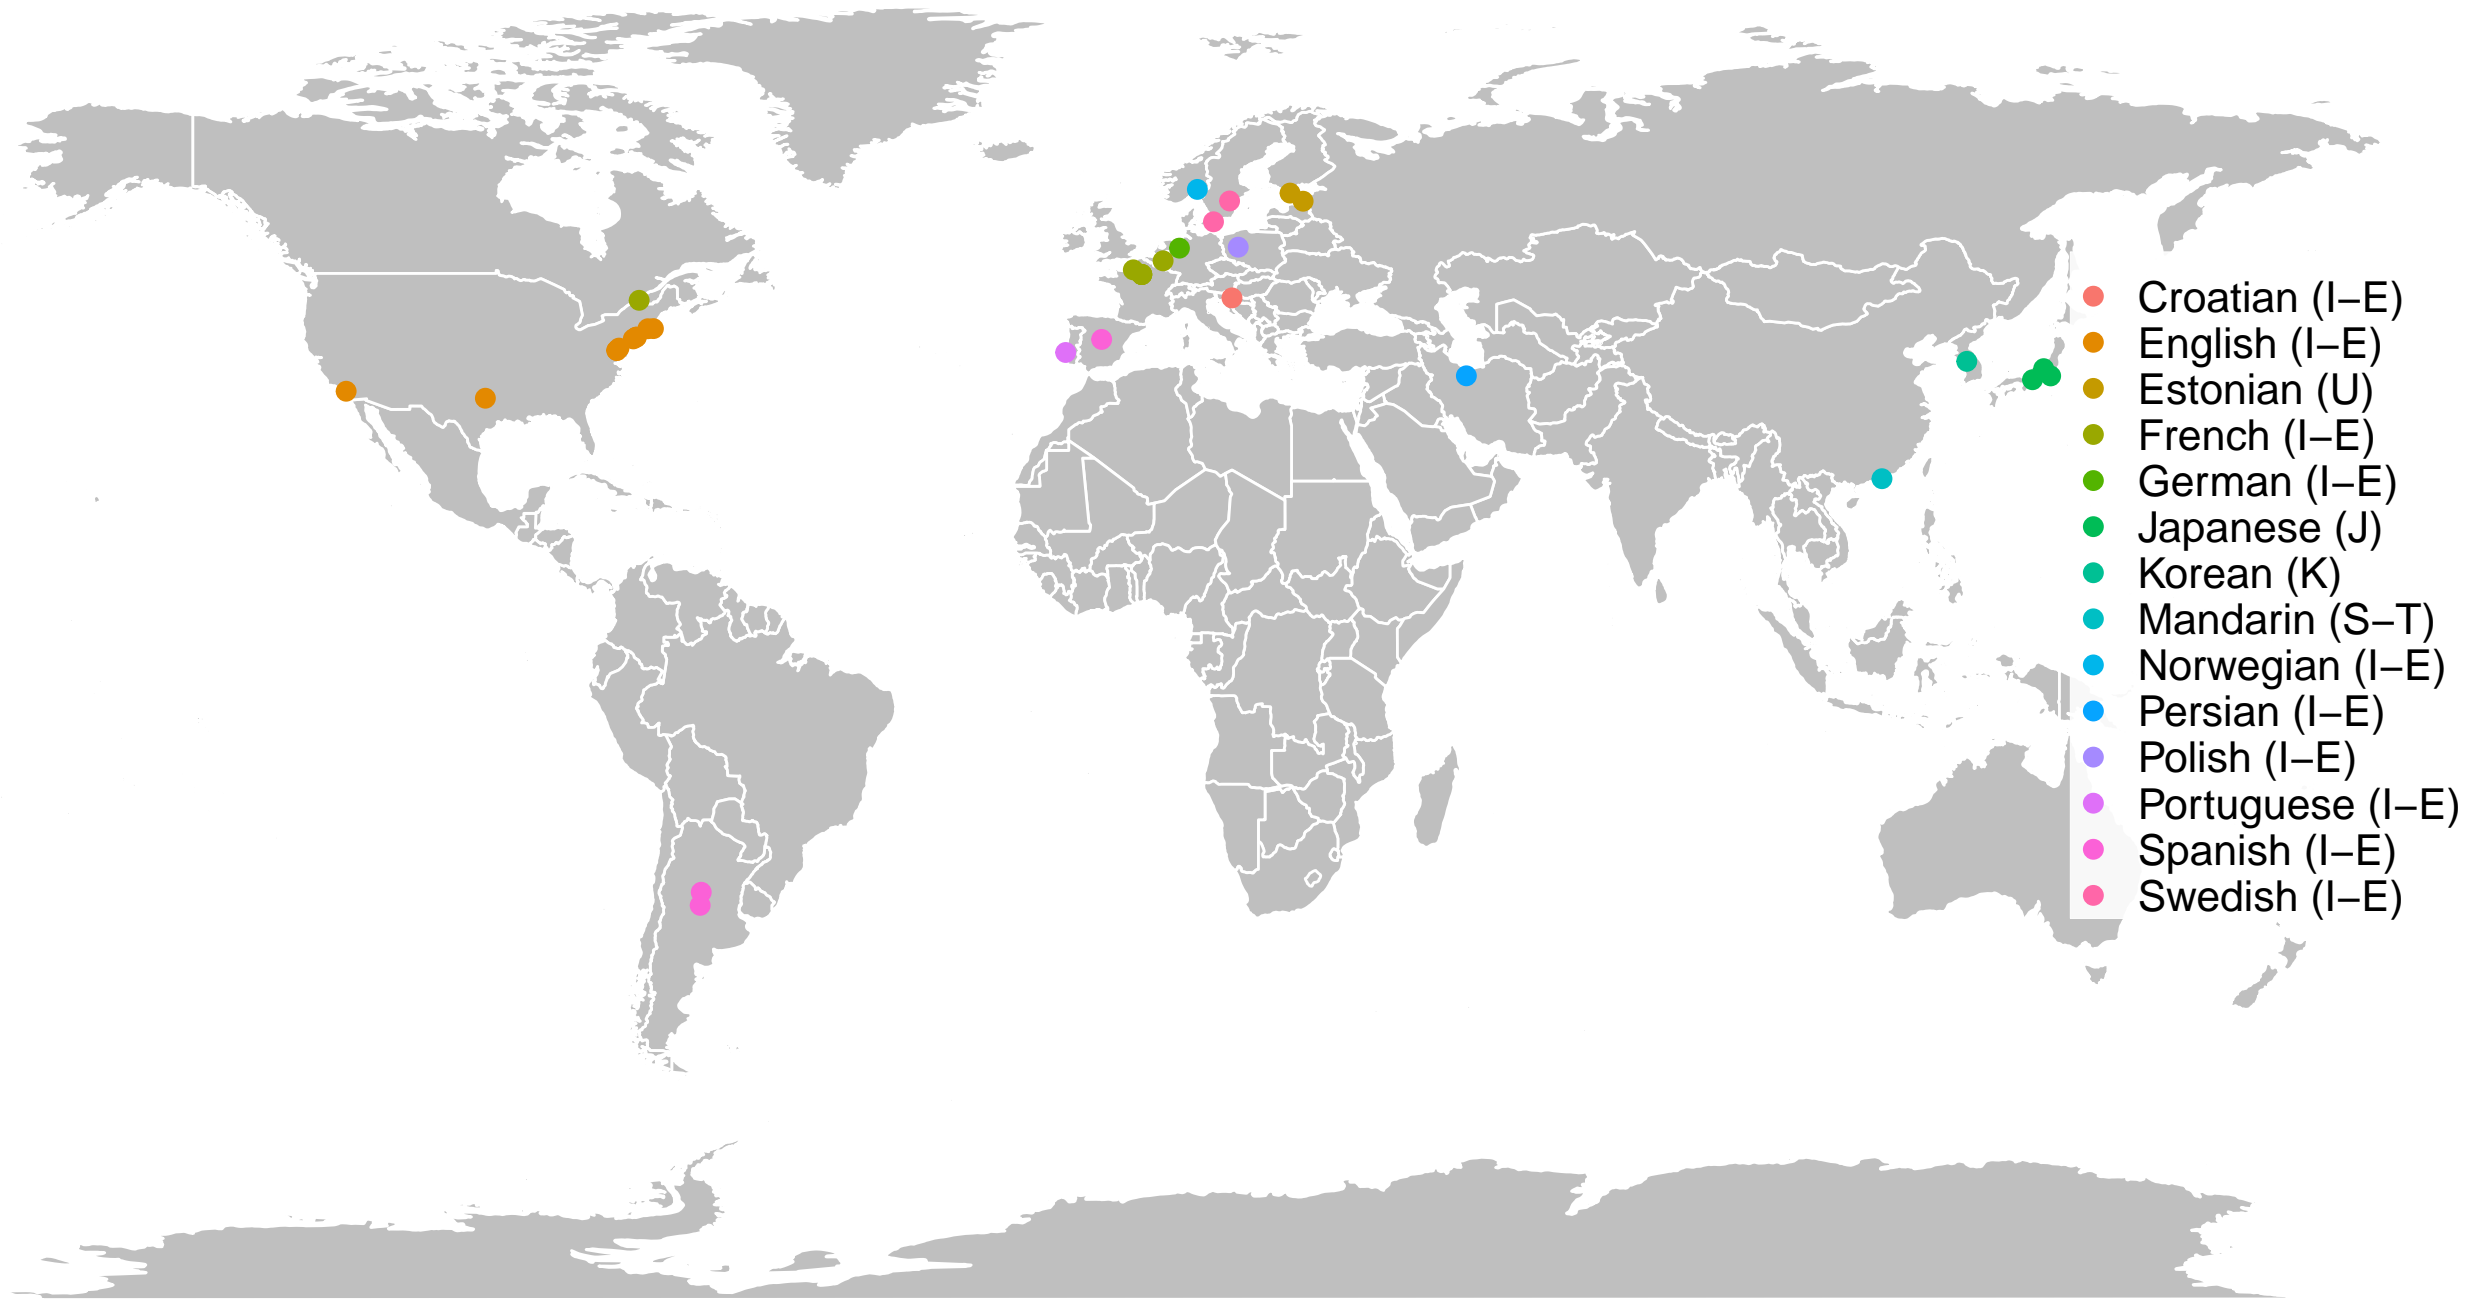 Croatian (I−E)
English (I−E)
Estonian (U)
French (I−E)
German (I−E)
Japanese (J)
Korean (K)
Mandarin (S−T)
Norwegian (I−E)
Persian (I−E)
Polish (I−E)
Portuguese (I−E)
Spanish (I−E)
Swedish (I−E)